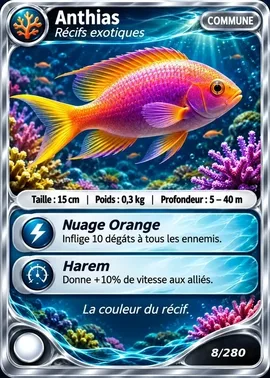 Anthias
COMMUNE
Récifs exotiques
Taille : 15 cm | Poids : 0,3 kg | Profondeur : 5 – 40 m
Nuage Orange
Inflige 10 dégâts à tous les ennemis.
Harem
Donne +10% de vitesse aux alliés.
La couleur du récif.
8/280